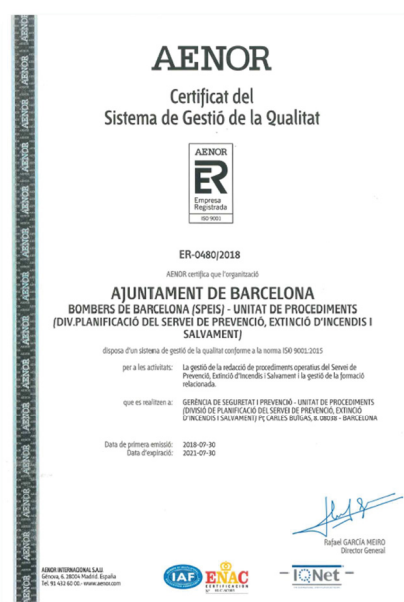 AENOR
Certificat del
Sistema de Gestió de la Qualitat
AENOR
ER
Empresa
Registrada
ISO 9001
ER-0480/2018
AENOR certifica que l'organització
AJUNTAMENT DE BARCELONA
BOMBERS DE BARCELONA (SPEIS) - UNITAT DE PROCEDIMENTS
(DIV.PLANIFICACIÓ DEL SERVEI DE PREVENCIÓ, EXTINCIÓ D'INCENDIS I
SALVAMENT)
disposa d'un sistema de gestió de la qualitat conforme a la norma ISO 9001:2015
per a les activitats: La gestió de la redacció de procediments operatius del Servei de
Prevenció, Extinció d'Incendis i Salvament i la gestió de la formació
relacionada.
que es realitzen a: GERÈNCIA DE SEGURETAT I PREVENCIÓ - UNITAT DE PROCEDIMENTS
(DIVISIÓ DE PLANIFICACIÓ DEL SERVEI DE PREVENCIÓ, EXTINCIÓ
D'INCENDIS I SALVAMENT) Pç CARLES BUÏGAS, 8. 08038 - BARCELONA
Data de primera emissió: 2018-07-30
Data d'expiració: 2021-07-30
Rafael GARCÍA MEIRO
Director General
AENOR INTERNACIONAL S.A.U.
Génova, 6. 28004 Madrid. España
Tel. 91 432 60 00.- www.aenor.com
IAF
ENAC
CERTIFICACIÓN
IQNet